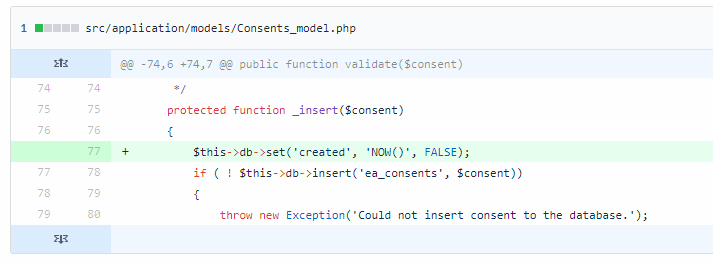 1 src/application/models/Consents_model.php
@@ -74,6 +74,7 @@ public function validate($consent)
74 74 */
75 75 protected function _insert($consent)
76 76 {
77 + $this->db->set('created', 'NOW()', FALSE);
77 78 if ( ! $this->db->insert('ea_consents', $consent))
78 79 {
79 80 throw new Exception('Could not insert consent to the database.');